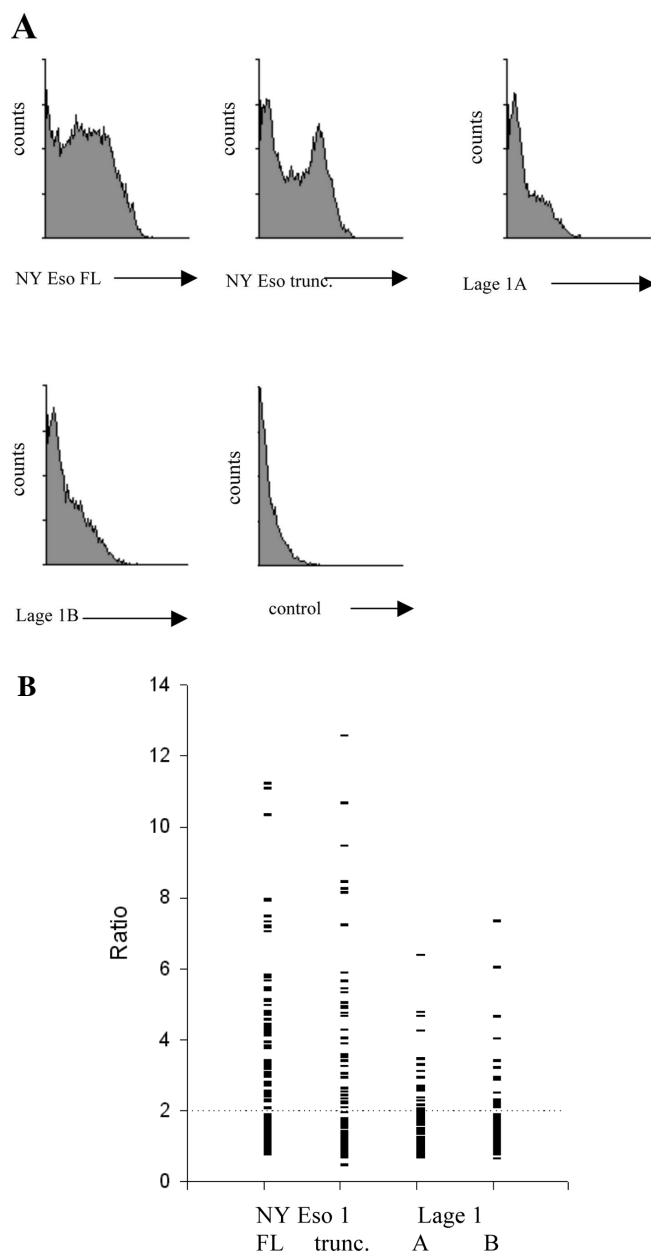 A
counts
counts
counts
NY Eso FL
NY Eso trunc.
Lage 1A
counts
counts
Lage 1B
control
B
14
12
10
8
6
4
2
0
Ratio
NY Eso 1
Lage 1
FL
trunc.
A
B